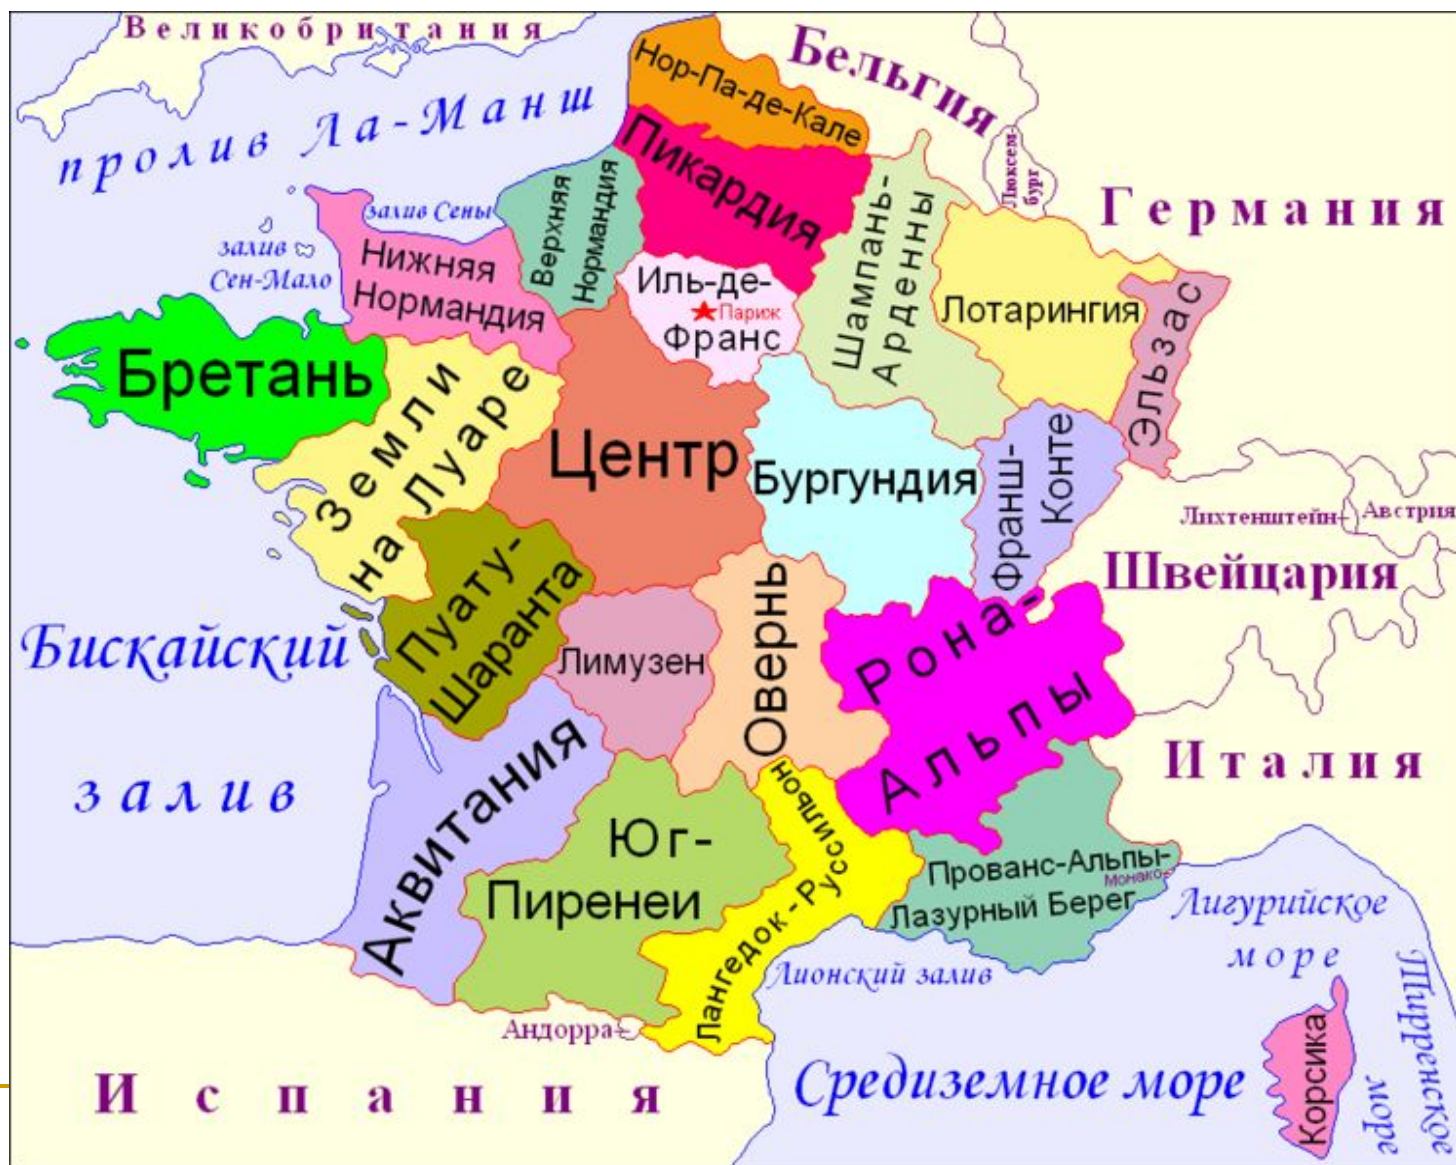 Великобритания
пролив Ла-Манш
Бельгия
Нор-Па-де-Кале
Пикардия
Люксем-
бург
Германия
залив Сены
залив
Сен-Мало
Нижняя
Нормандия
Верхняя
Нормандия
Иль-де-
Париж
Франс
Шампань-
Арденны
Лотарингия
Эльзас
Бретань
Земли
на Луаре
Центр
Бургундия
Франш-
Конте
Лихтенштейн
Австрия
Швейцария
Бискайский
залив
Пуату-
Шаранта
Лимузен
Овернь
Рона-
Альпы
Италия
Аквитания
Юг-
Пиренеи
Лангедок-Руссильон
Прованс-Альпы-
Монако
Лазурный Берег
Лигурийское
море
Лионский залив
Тирренское
море
Андорра
Испания
Средиземное море
Корсика